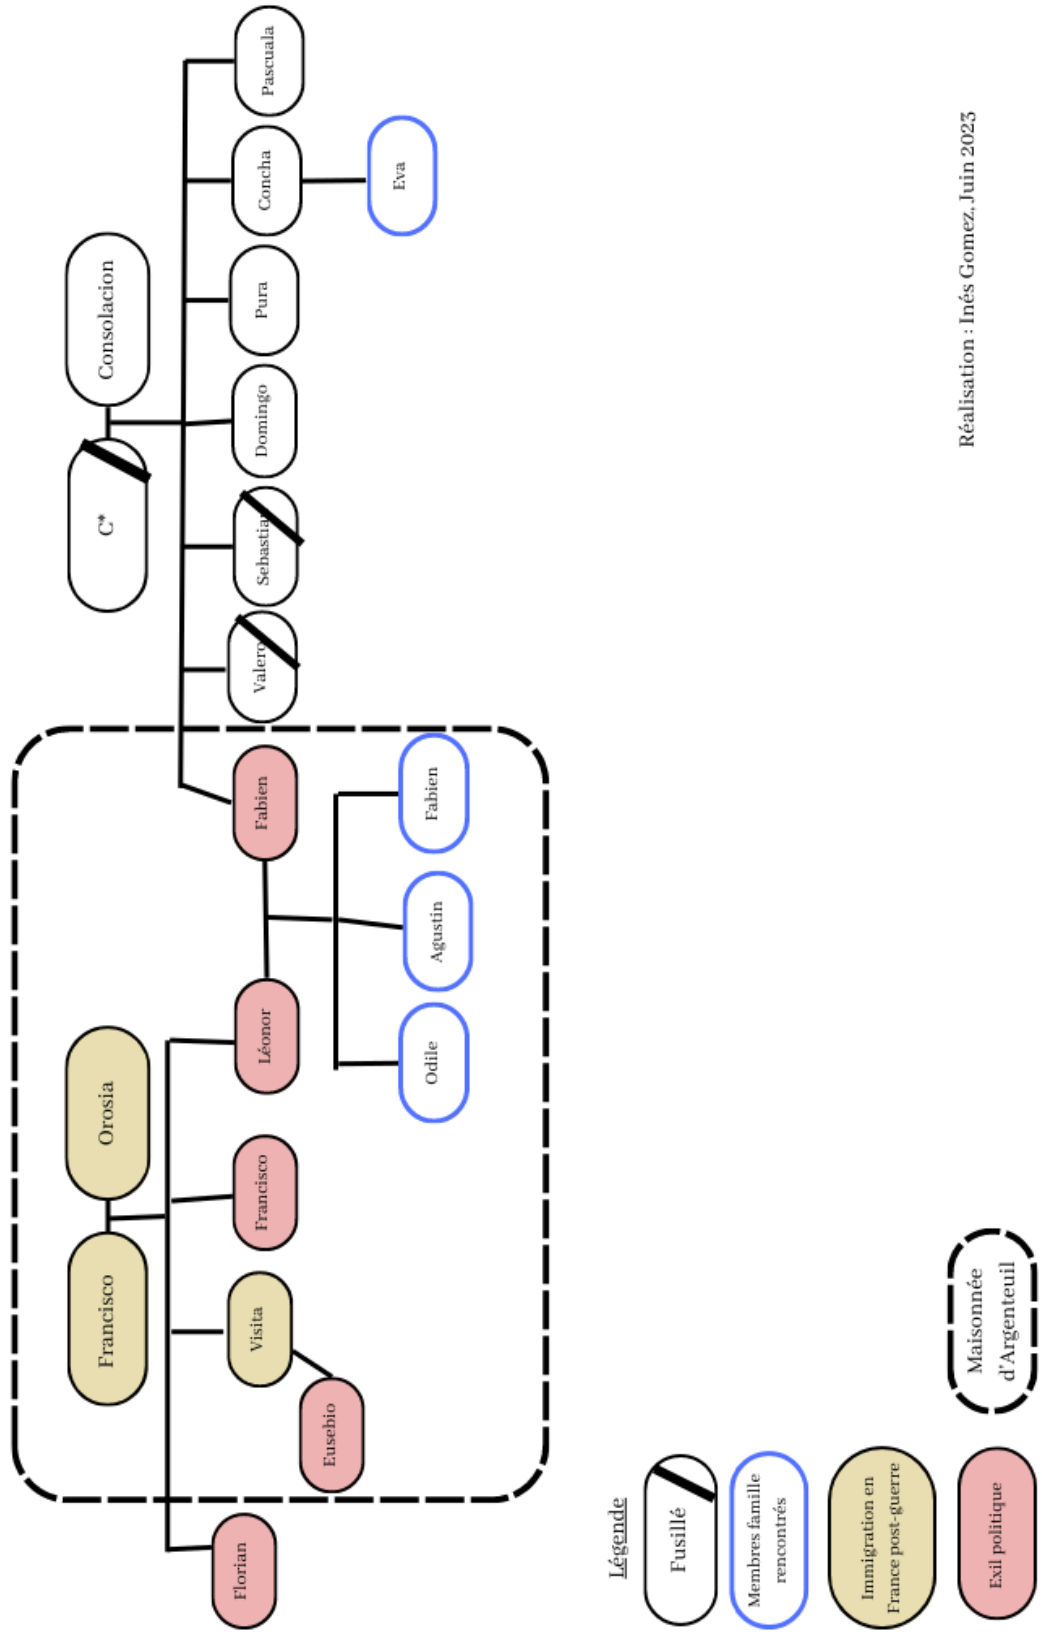 Francisco
Orosia
C*
Consolacion
Florian
Visita
Francisco
Léonor
Fabien
Valero
Sebastia
Domingo
Pura
Concha
Pascuala
Eusebio
Odile
Agustin
Fabien
Eva
Légende
Fusillé
Membres famille
rencontrés
Immigration en
France post-guerre
Exil politique
Maisonnée
d'Argenteuil
Réalisation : Inés Gomez, Juin 2023